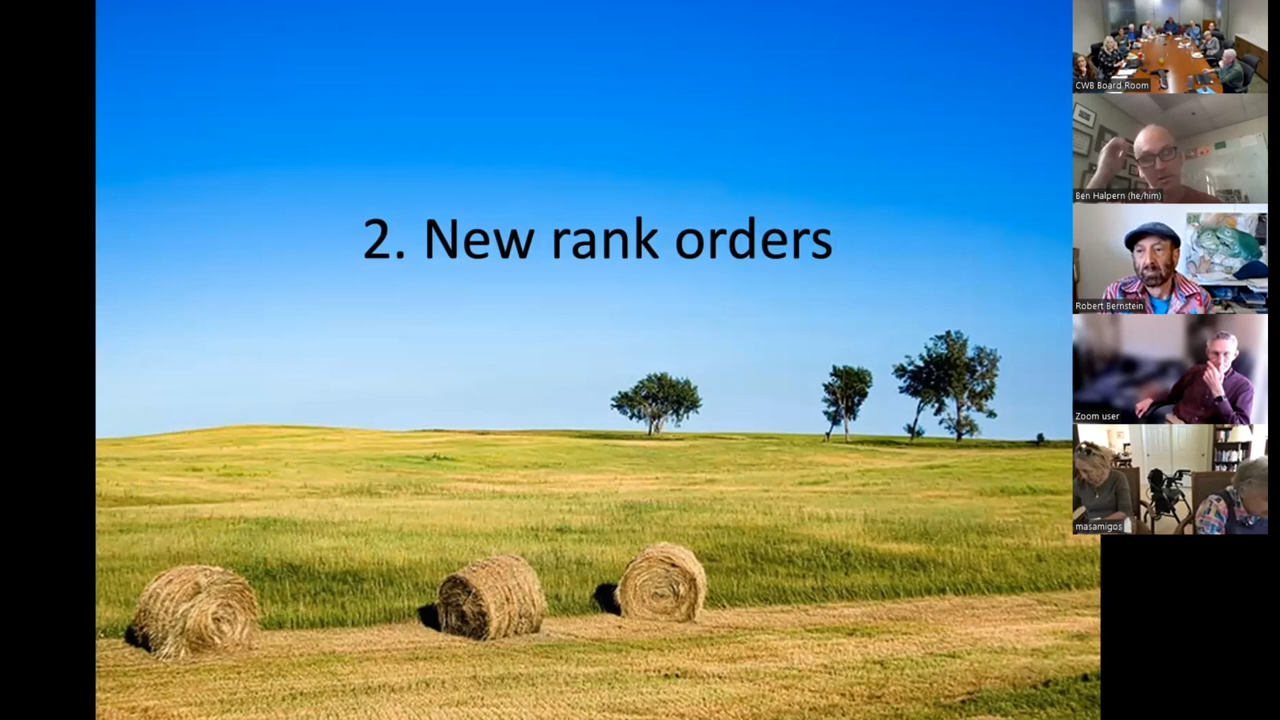 2. New rank orders
CWB Board Room
Ben Halpern (he/him)
Robert Bernstein
Zoom user
masamigos